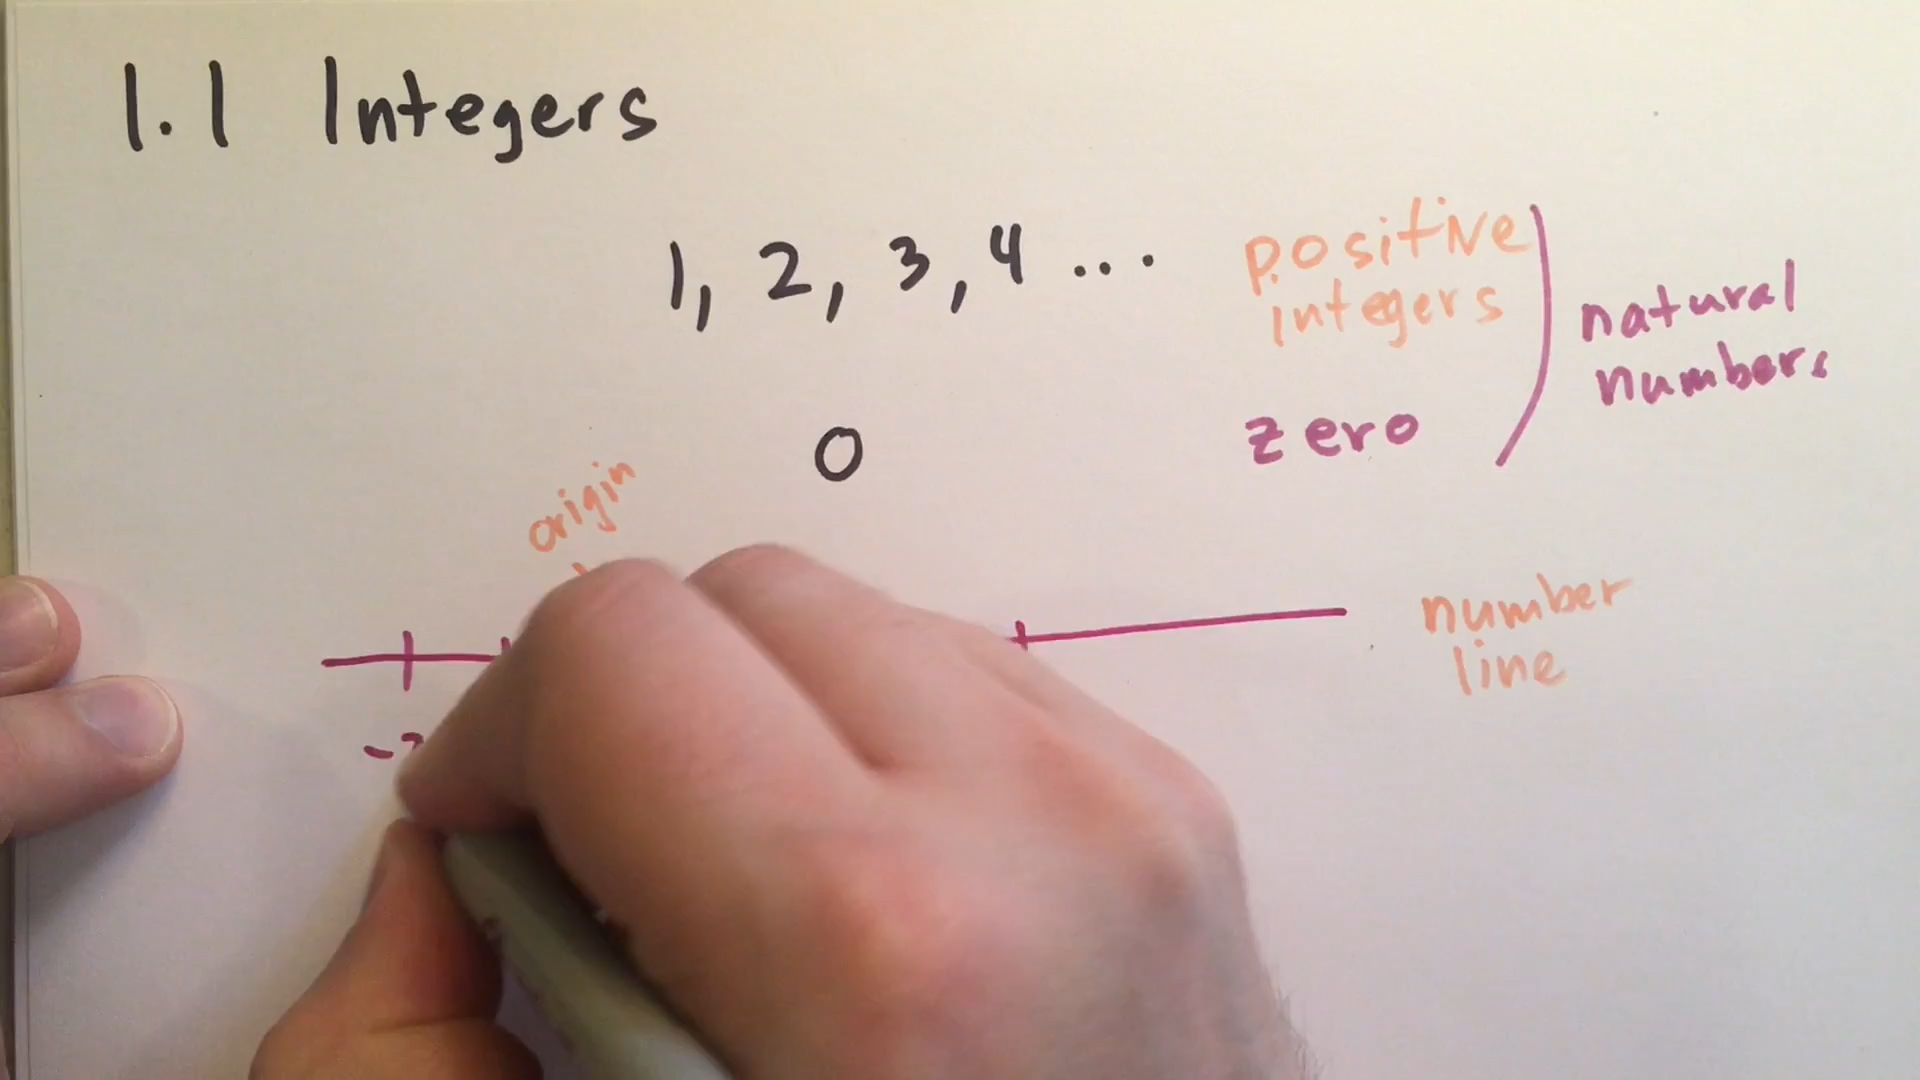 1.1 Integers
1, 2, 3, 4 ...
positive
integers
natural
numbers
0
zero
origin
number
line